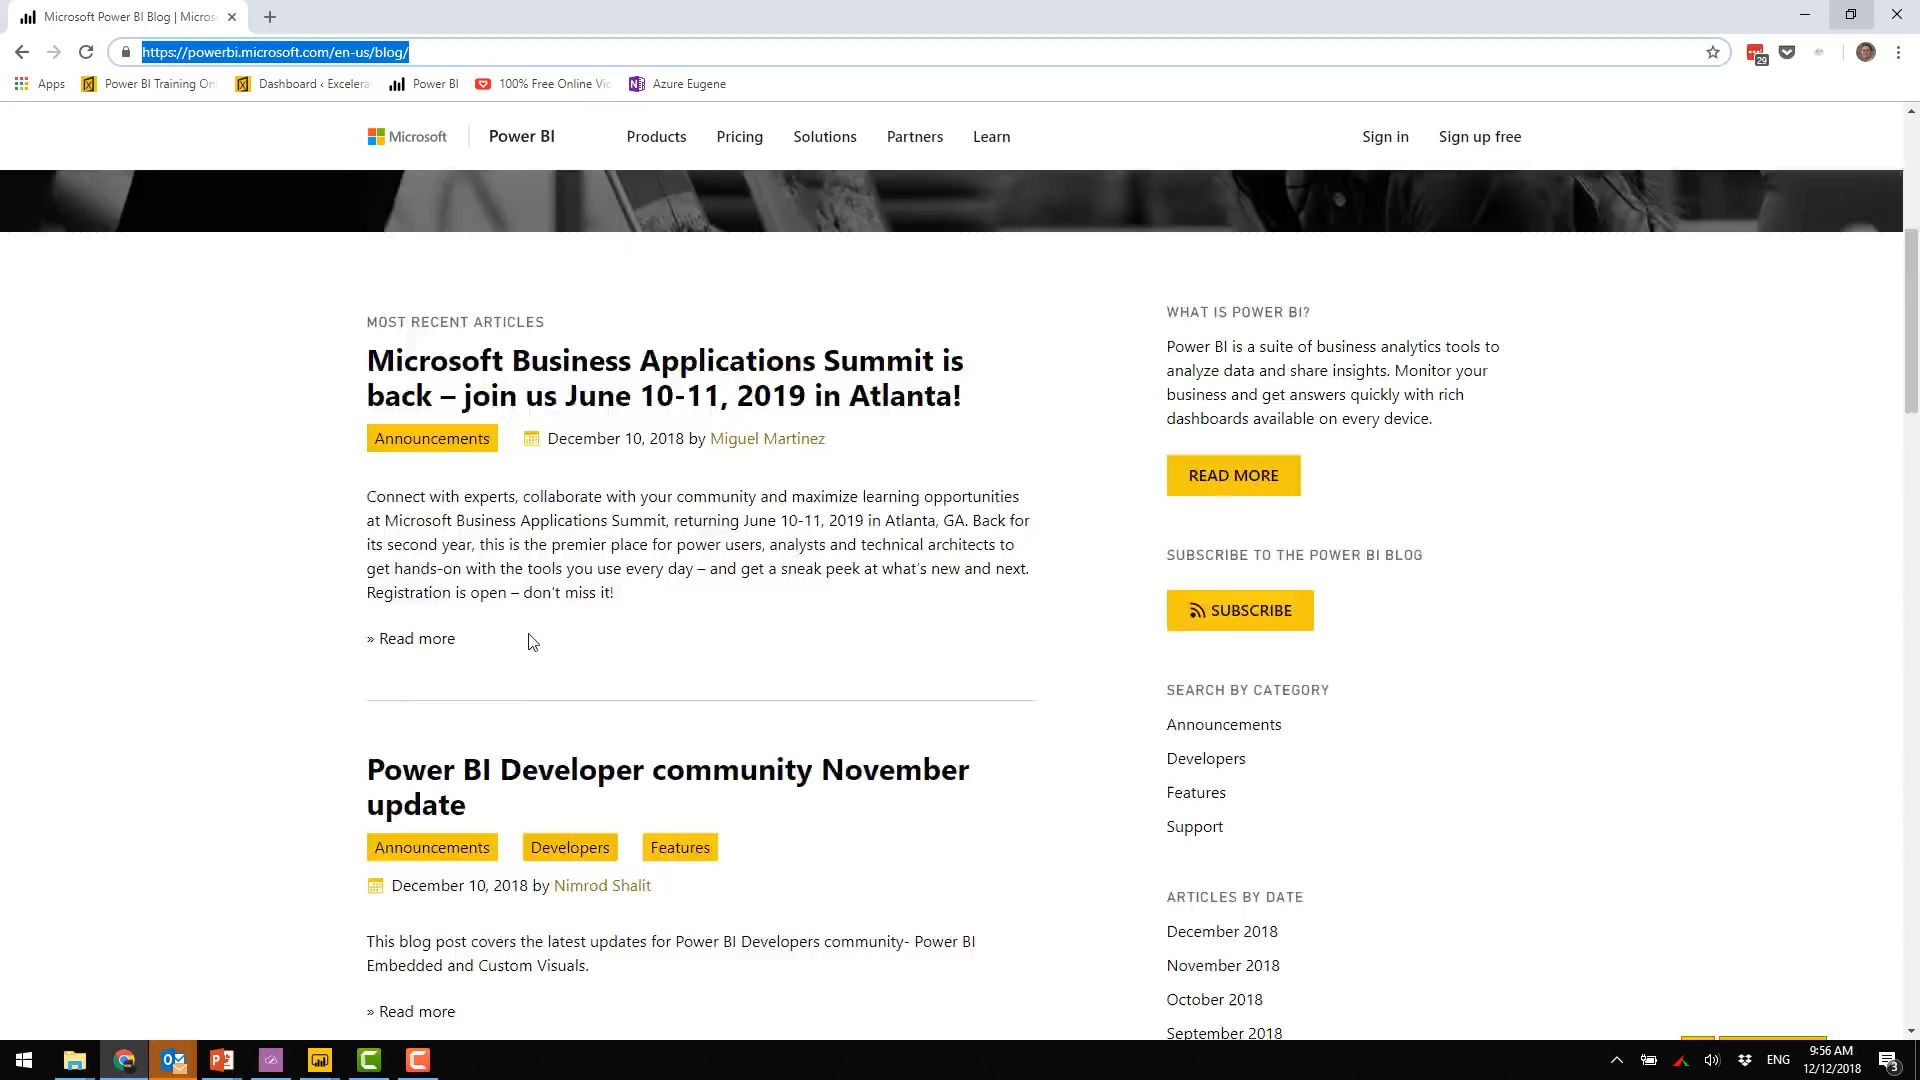 Microsoft Power BI Blog | Micros
https://powerbi.microsoft.com/en-us/blog/
29
Apps
Power BI Training On
Dashboard ‹ Excelera
Power BI
100% Free Online Vic
Azure Eugene
Microsoft
Power BI
Products
Pricing
Solutions
Partners
Learn
Sign in
Sign up free
MOST RECENT ARTICLES
Microsoft Business Applications Summit is
back – join us June 10-11, 2019 in Atlanta!
Announcements
December 10, 2018 by Miguel Martinez
Connect with experts, collaborate with your community and maximize learning opportunities
at Microsoft Business Applications Summit, returning June 10-11, 2019 in Atlanta, GA. Back for
its second year, this is the premier place for power users, analysts and technical architects to
get hands-on with the tools you use every day – and get a sneak peek at what's new and next.
Registration is open – don't miss it!
» Read more
Power BI Developer community November
update
Announcements
Developers
Features
December 10, 2018 by Nimrod Shalit
This blog post covers the latest updates for Power BI Developers community- Power BI
Embedded and Custom Visuals.
» Read more
WHAT IS POWER BI?
Power BI is a suite of business analytics tools to
analyze data and share insights. Monitor your
business and get answers quickly with rich
dashboards available on every device.
READ MORE
SUBSCRIBE TO THE POWER BI BLOG
SUBSCRIBE
SEARCH BY CATEGORY
Announcements
Developers
Features
Support
ARTICLES BY DATE
December 2018
November 2018
October 2018
September 2018
ENG
9:56 AM
12/12/2018
3